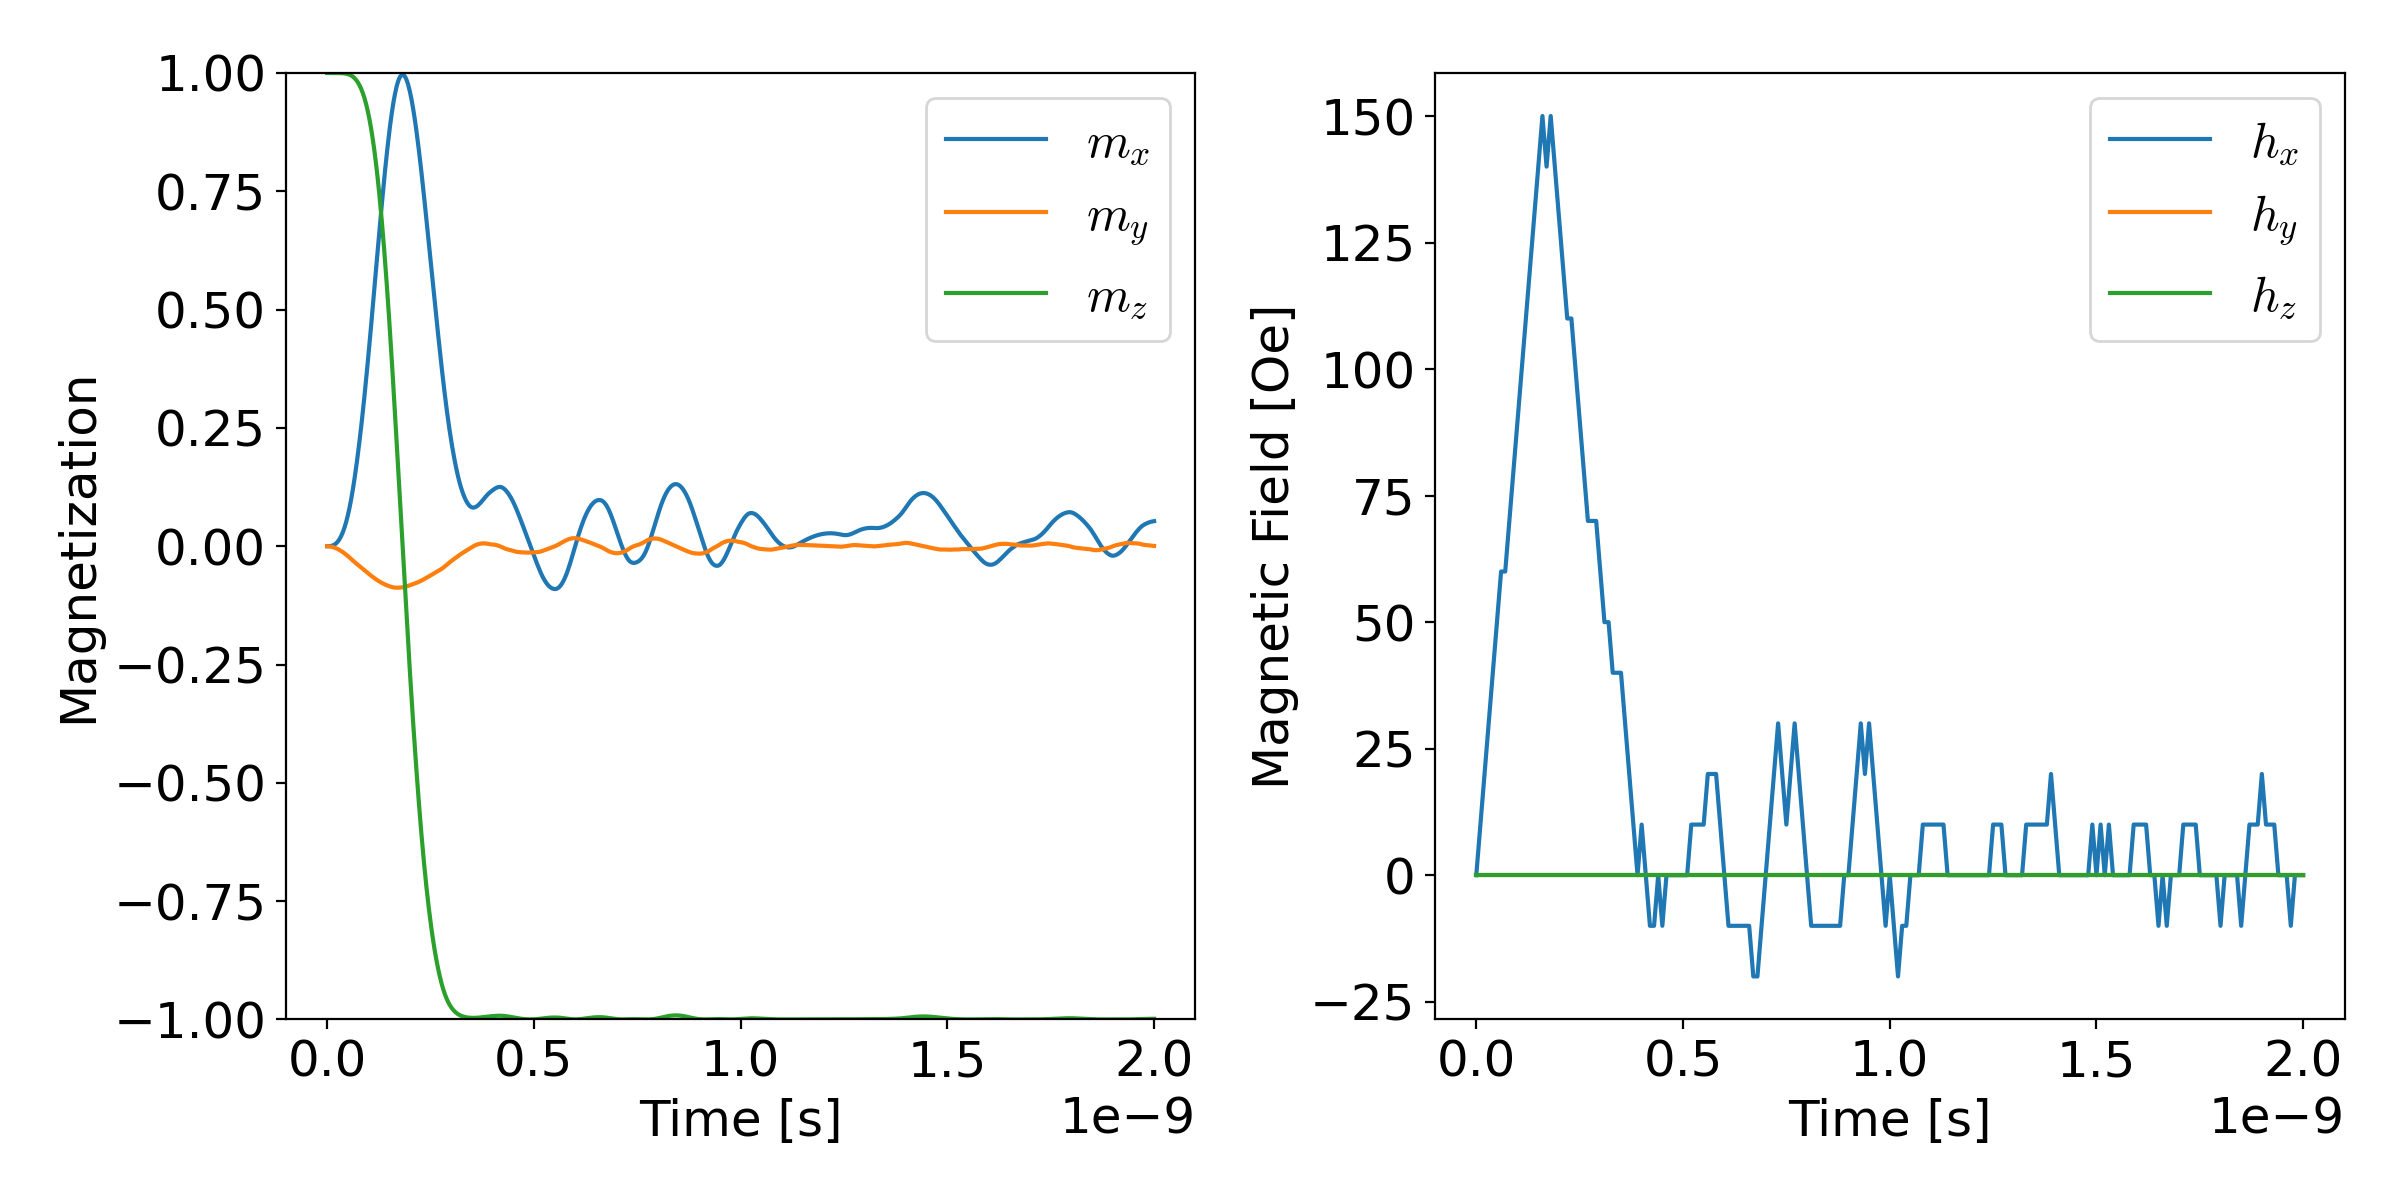 Magnetization
1.00
0.75
0.50
0.25
0.00
−0.25
−0.50
−0.75
−1.00
0.0 0.5 1.0 1.5 2.0
Time [s]
1e−9
m_x
m_y
m_z
Magnetic Field [Oe]
150
125
100
75
50
25
0
−25
0.0 0.5 1.0 1.5 2.0
Time [s]
1e−9
h_x
h_y
h_z